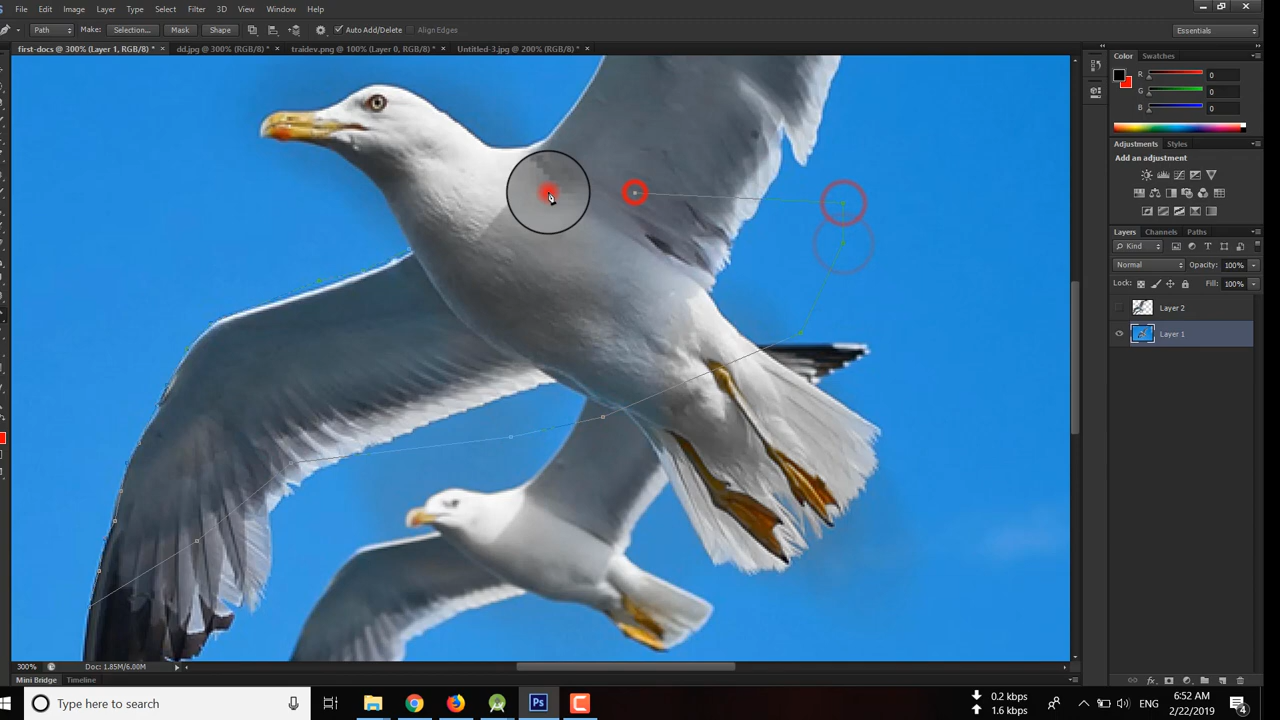 File Edit Image Layer Type Select Filter 3D View Window Help
Path Make: Selection... Mask Shape Auto Add/Delete Align Edges Essentials
first-docs @ 300% (Layer 1, RGB/8) * × dd.jpg @ 300% (RGB/8) * × traidev.png @ 100% (Layer 0, RGB/8) * × Untitled-3.jpg @ 200% (RGB/8) * ×
Color Swatches
R 0
G 0
B 0
Adjustments Styles
Add an adjustment
Layers Channels Paths
Kind
Normal Opacity: 100%
Lock: Fill: 100%
Layer 2
Layer 1
300% Doc: 1.85M/6.00M
Mini Bridge Timeline
Type here to search
Ps
0.2 kbps
1.6 kbps
ENG
6:52 AM
2/22/2019
4